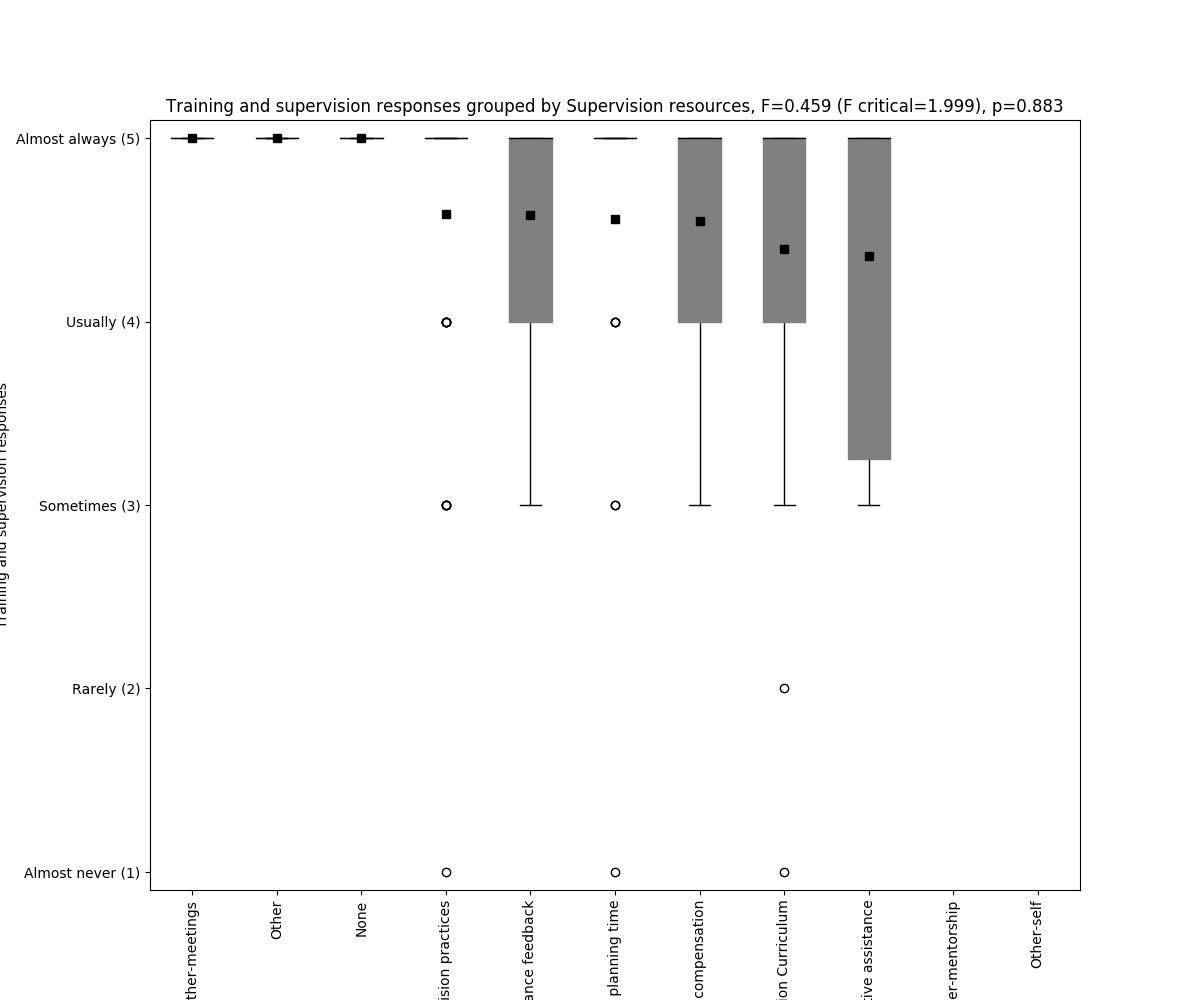 Training and supervision responses grouped by Supervision resources, F=0.459 (F critical=1.999), p=0.883
Almost always (5)
Usually (4)
Sometimes (3)
Rarely (2)
Almost never (1)
Training and supervision responses
ther-meetings
Other
None
ision practices
ance feedback
planning time
compensation
ion Curriculum
tive assistance
er-mentorship
Other-self